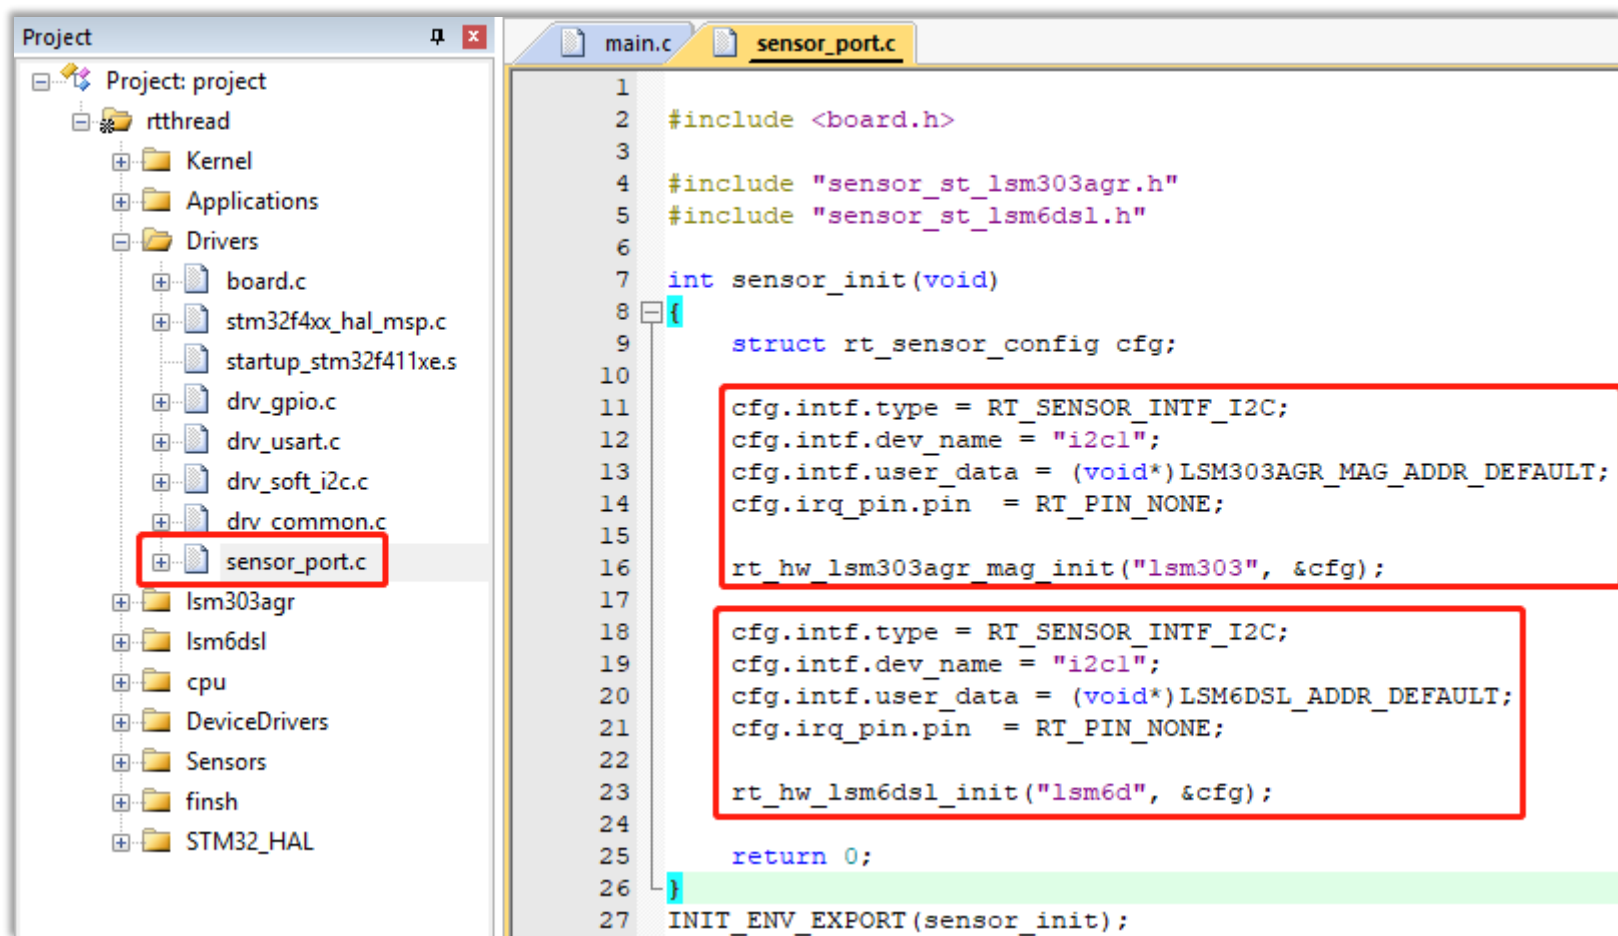 Project
Project: project
rtthread
Kernel
Applications
Drivers
board.c
stm32f4xx_hal_msp.c
startup_stm32f411xe.s
drv_gpio.c
drv_usart.c
drv_soft_i2c.c
drv_common.c
sensor_port.c
lsm303agr
lsm6dsl
cpu
DeviceDrivers
Sensors
finsh
STM32_HAL
main.c
sensor_port.c
1
2 #include <board.h>
3
4 #include "sensor_st_lsm303agr.h"
5 #include "sensor_st_lsm6dsl.h"
6
7 int sensor_init(void)
8 {
9 struct rt_sensor_config cfg;
10
11 cfg.intf.type = RT_SENSOR_INTF_I2C;
12 cfg.intf.dev_name = "i2c1";
13 cfg.intf.user_data = (void*)LSM303AGR_MAG_ADDR_DEFAULT;
14 cfg.irq_pin.pin  = RT_PIN_NONE;
15
16 rt_hw_lsm303agr_mag_init("lsm303", &cfg);
17
18 cfg.intf.type = RT_SENSOR_INTF_I2C;
19 cfg.intf.dev_name = "i2c1";
20 cfg.intf.user_data = (void*)LSM6DSL_ADDR_DEFAULT;
21 cfg.irq_pin.pin  = RT_PIN_NONE;
22
23 rt_hw_lsm6dsl_init("lsm6d", &cfg);
24
25 return 0;
26 }
27 INIT_ENV_EXPORT(sensor_init);